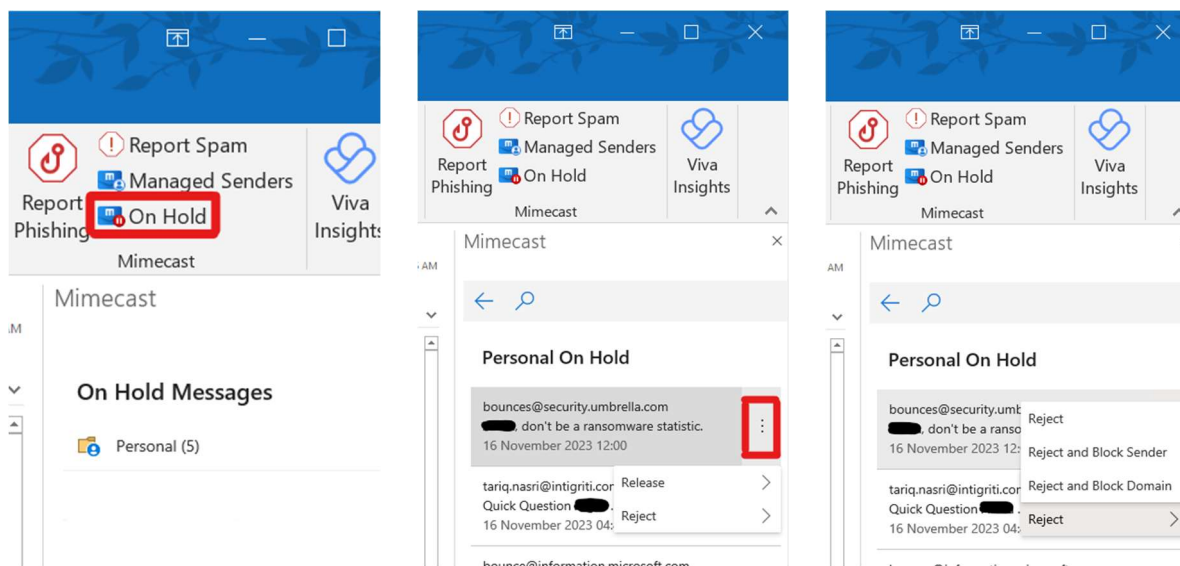 Report Spam
Managed Senders
On Hold
Report
Phishing
Viva
Insights
Mimecast
Mimecast
On Hold Messages
Personal (5)
Report Spam
Managed Senders
On Hold
Report
Phishing
Viva
Insights
Mimecast
Mimecast
AM
Personal On Hold
bounces@security.umbrella.com
, don't be a ransomware statistic.
16 November 2023 12:00
tariq.nasri@intigriti.cor
Quick Question
16 November 2023 04:
Release
Reject
Report Spam
Managed Senders
On Hold
Report
Phishing
Viva
Insights
Mimecast
Mimecast
AM
Personal On Hold
bounces@security.umb
, don't be a ranso
16 November 2023 12:
tariq.nasri@intigriti.cor
Quick Question
16 November 2023 04:
Reject
Reject and Block Sender
Reject and Block Domain
Reject